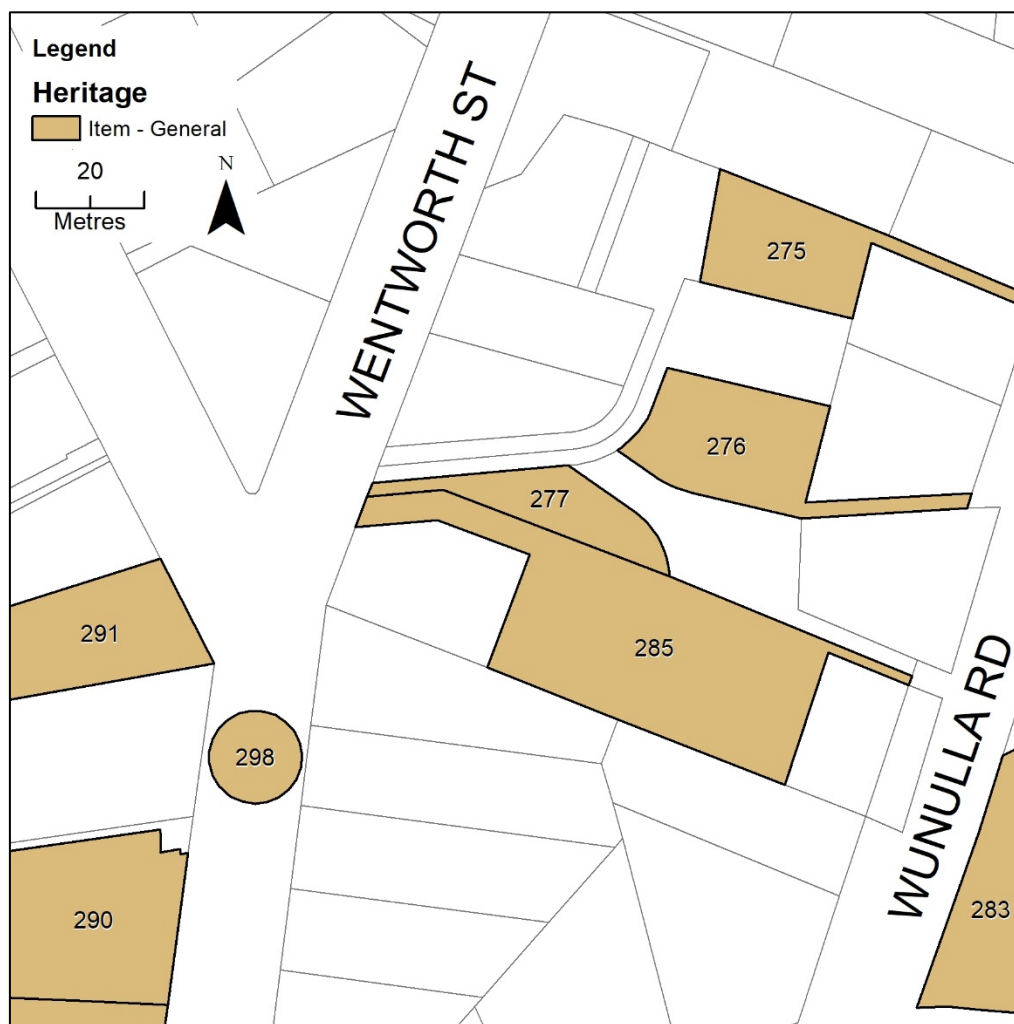 Legend
Heritage
Item - General
20
Metres
N
WENTWORTH ST
275
276
277
291
285
298
WUNULLA RD
290
283